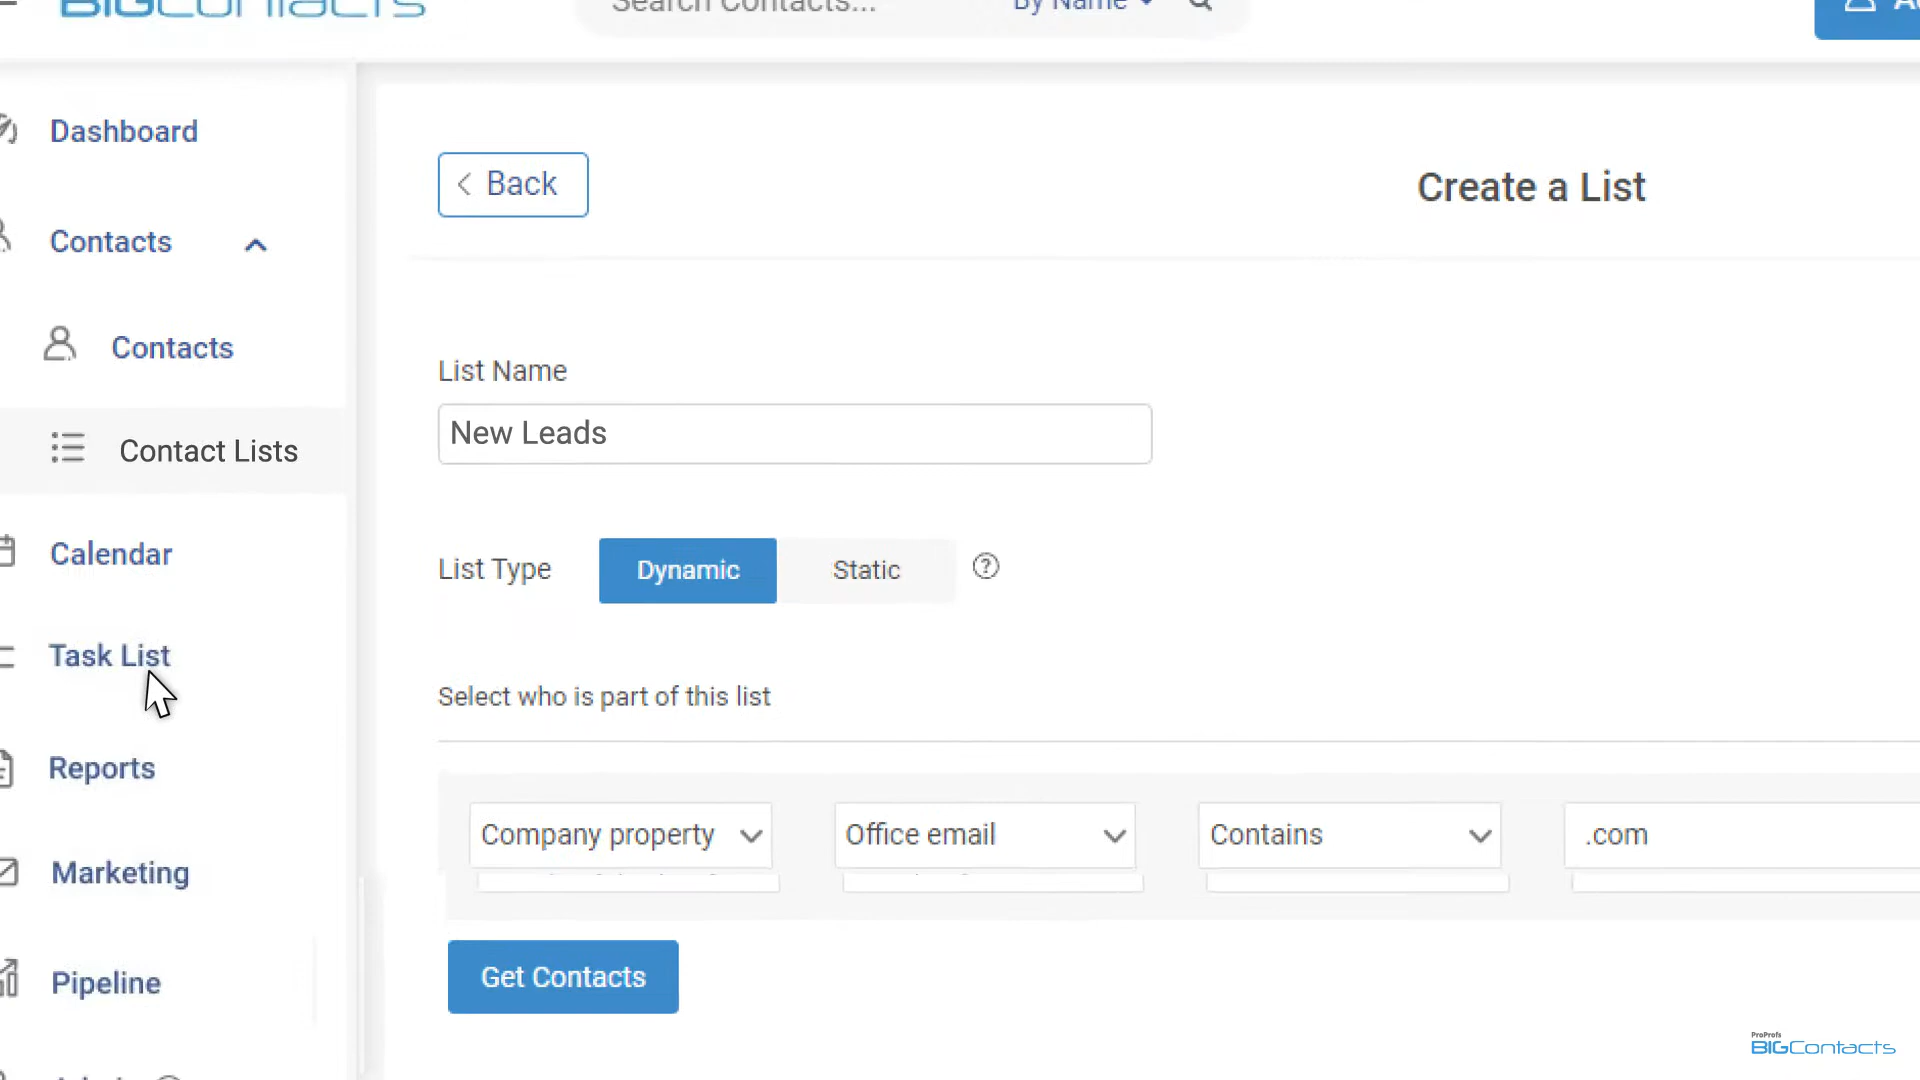 BIGContacts
Search Contacts...
By Name
Dashboard
Back
Create a List
Contacts
Contacts
List Name
New Leads
Contact Lists
Calendar
List Type
Dynamic
Static
?
Task List
Select who is part of this list
Reports
Company property
Office email
Contains
.com
Marketing
Get Contacts
Pipeline
ProProfs
BIGContacts